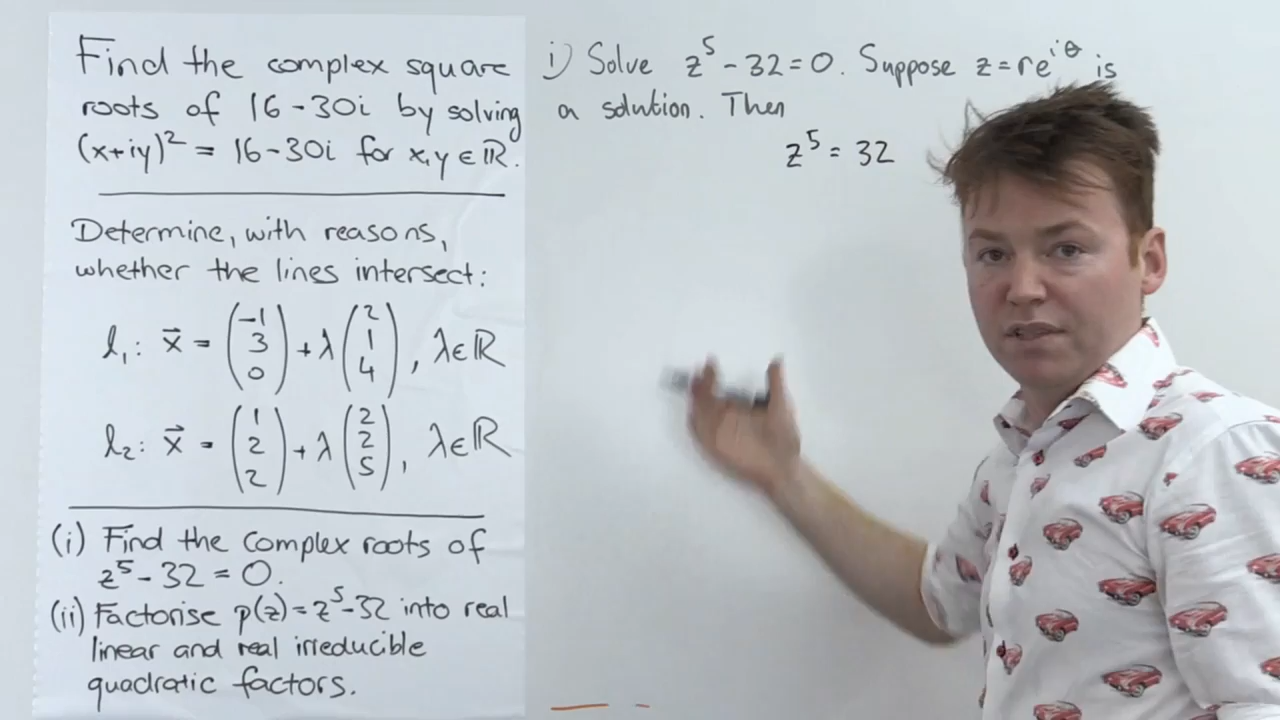 Find the complex square
roots of 16-30i by solving
(x+iy)² = 16-30i for x,y ∈ ℝ.
Determine, with reasons,
whether the lines intersect:
l₁: x⃗ = (-1 3 0) + λ (2 1 4), λ∈ℝ
l₂: x⃗ = (1 2 2) + λ (2 2 5), λ∈ℝ
(i) Find the complex roots of
z⁵ - 32 = 0.
(ii) Factorise p(z) = z⁵-32 into real
linear and real irreducible
quadratic factors.
i) Solve z⁵ - 32 = 0. Suppose z = re^{iθ} is
a solution. Then
z⁵ = 32